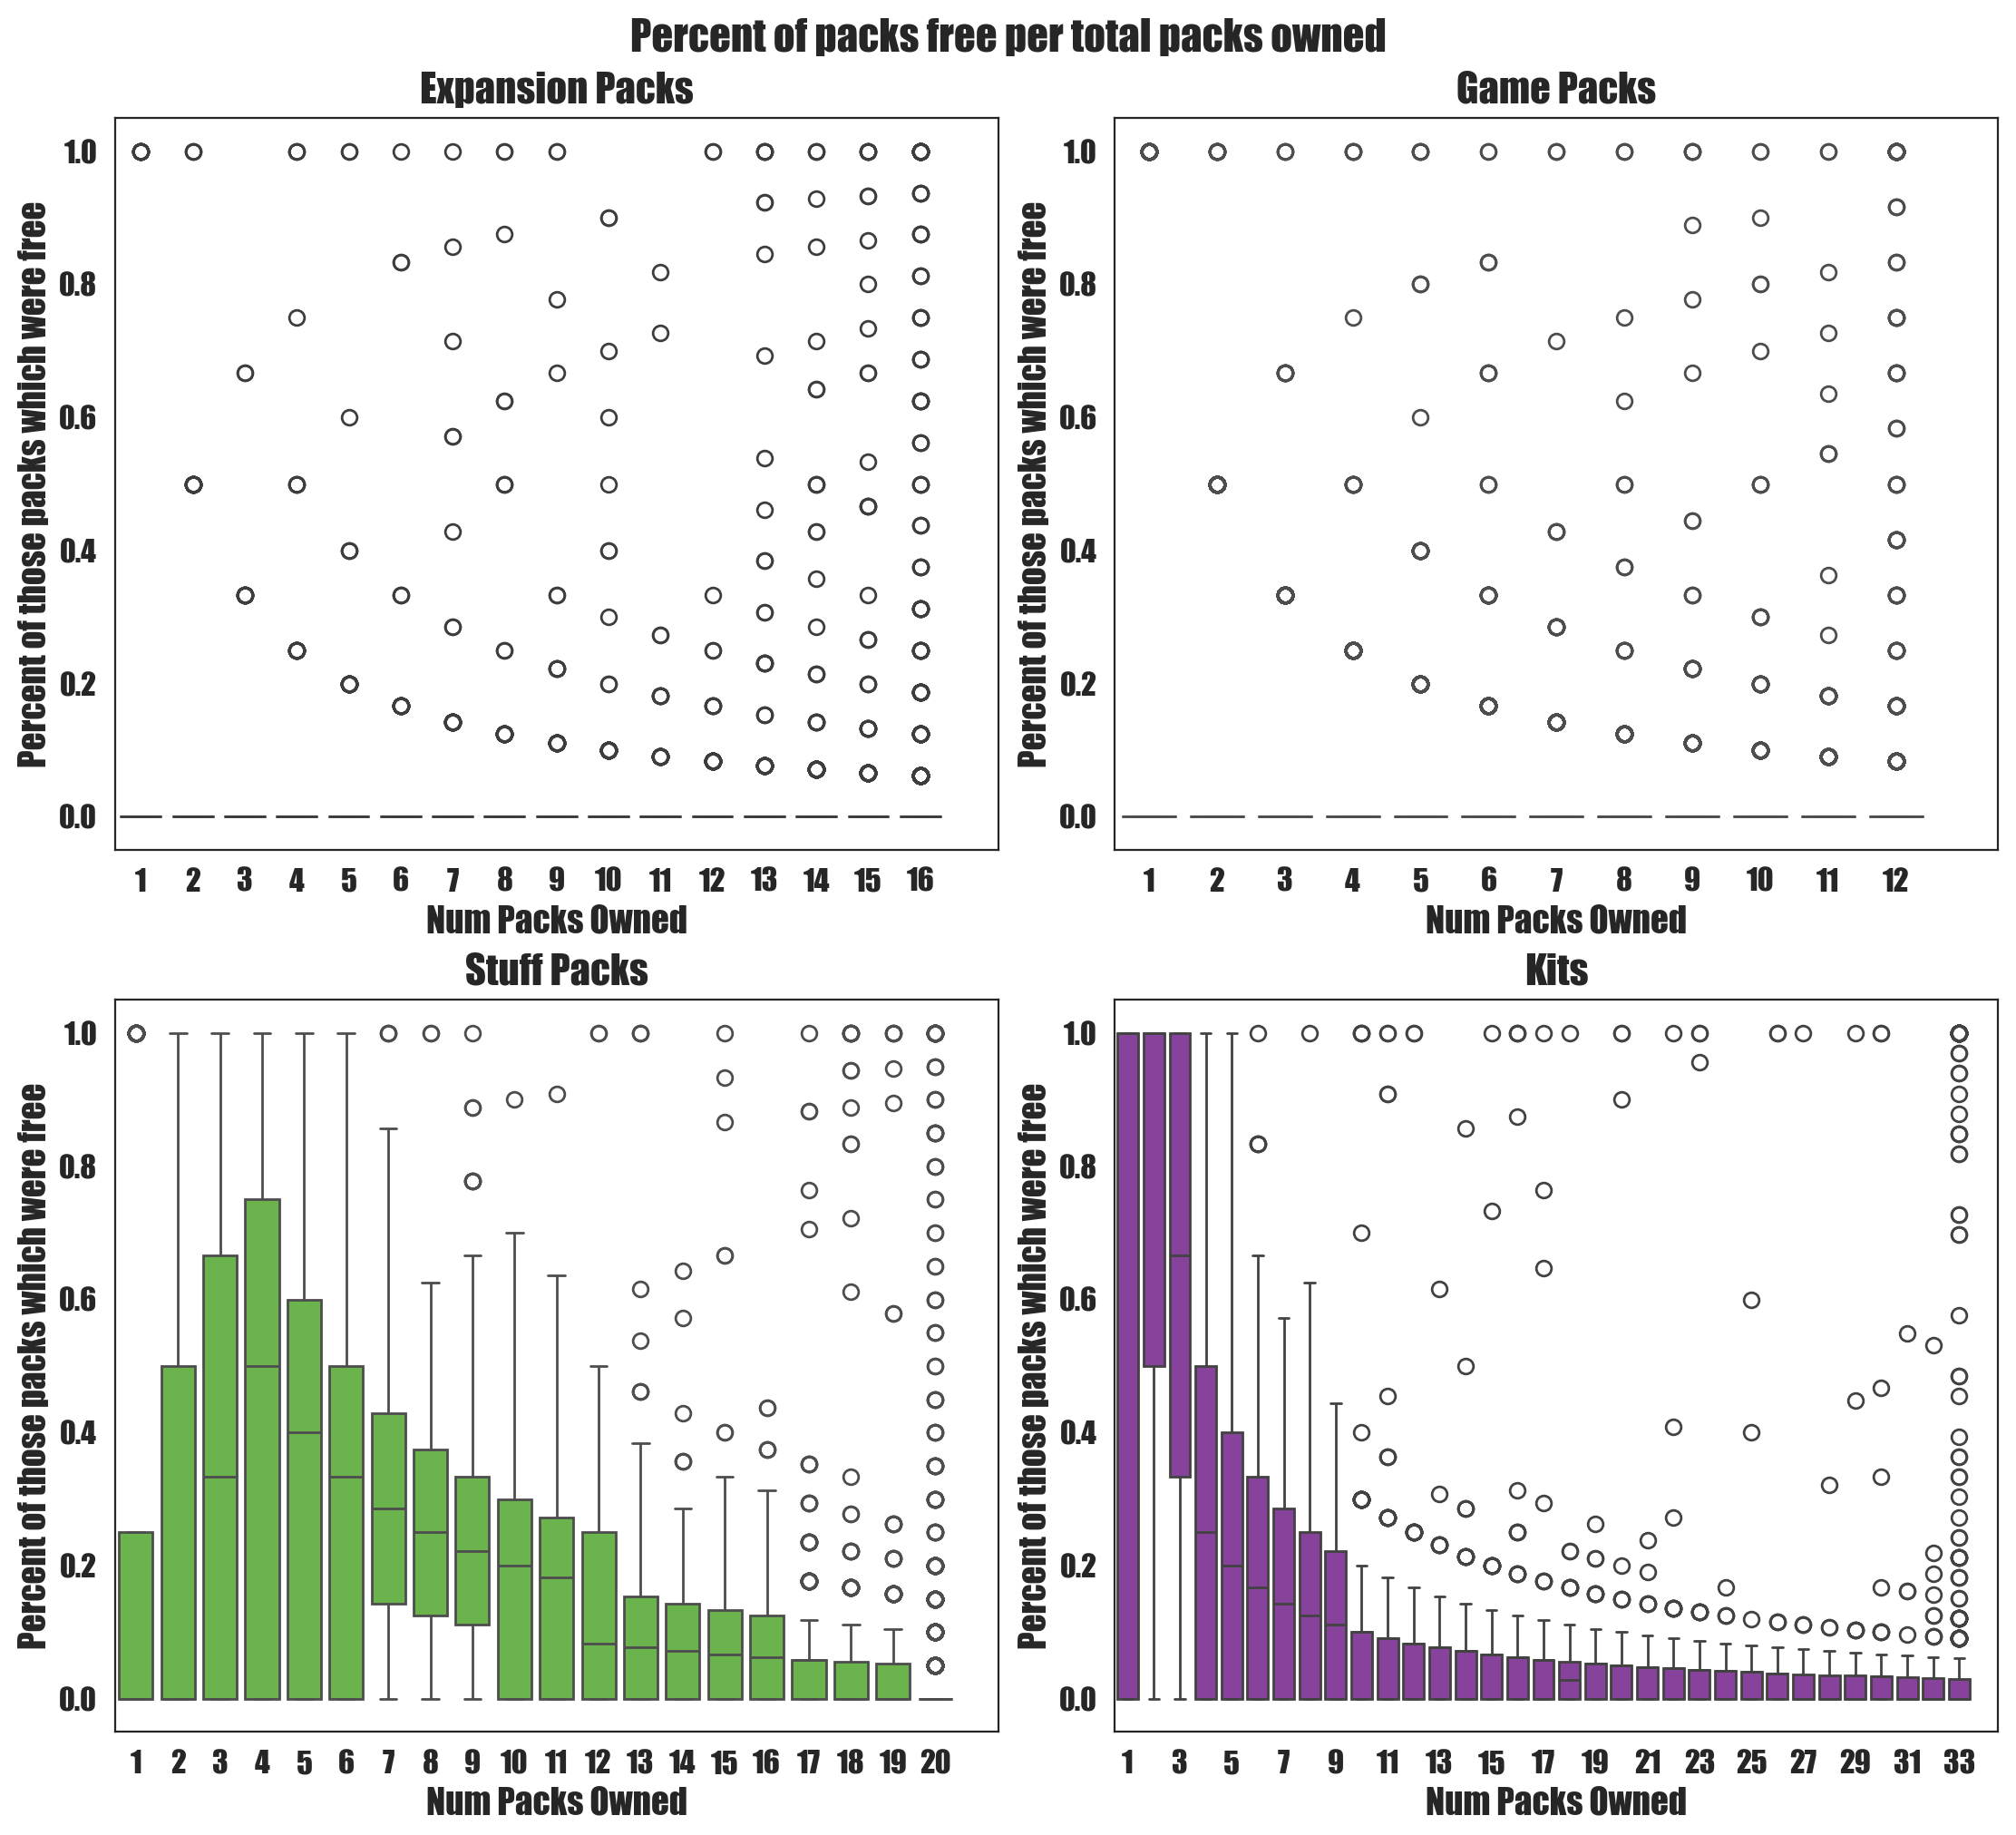 Percent of packs free per total packs owned
Expansion Packs
Percent of those packs which were free
1.0
0.8
0.6
0.4
0.2
0.0
1 2 3 4 5 6 7 8 9 10 11 12 13 14 15 16
Num Packs Owned
Game Packs
Percent of those packs which were free
1.0
0.8
0.6
0.4
0.2
0.0
1 2 3 4 5 6 7 8 9 10 11 12
Num Packs Owned
Stuff Packs
Percent of those packs which were free
1.0
0.8
0.6
0.4
0.2
0.0
1 2 3 4 5 6 7 8 9 10 11 12 13 14 15 16 17 18 19 20
Num Packs Owned
Kits
Percent of those packs which were free
1.0
0.8
0.6
0.4
0.2
0.0
1 3 5 7 9 11 13 15 17 19 21 23 25 27 29 31 33
Num Packs Owned